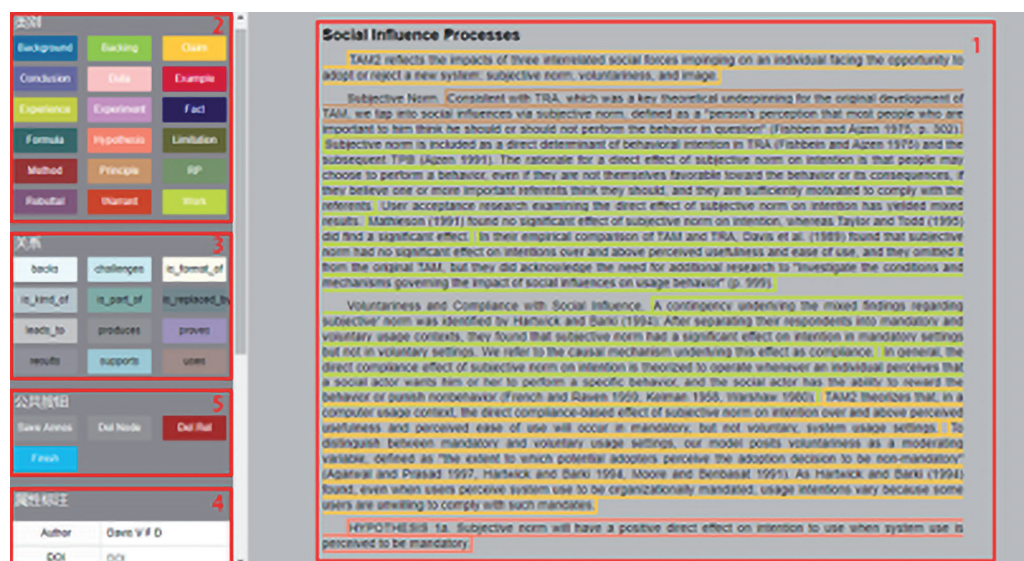 类别 2
Background Backing Claim
Conclusion Data Example
Experience Experiment Fact
Formula Hypothesis Limitation
Method Principle RP
Rebuttal Warrant Work
关系 3
backs challenges is_format_of
is_kind_of is_part_of is_replaced_by
leads_to produces proves
results supports uses
公共按钮 5
Save Annos Del Node Del Rel
Finish
属性标注 4
Author Davis V F D
DOI DOI
1
Social Influence Processes
TAM2 reflects the impacts of three interrelated social forces impinging on an individual facing the opportunity to
adopt or reject a new system: subjective norm, voluntariness, and image.
Subjective Norm. Consistent with TRA, which was a key theoretical underpinning for the original development of
TAM, we tap into social influences via subjective norm, defined as a "person's perception that most people who are
important to him think he should or should not perform the behavior in question" (Fishbein and Ajzen 1975, p. 302).
Subjective norm is included as a direct determinant of behavioral intention in TRA (Fishbein and Ajzen 1975) and the
subsequent TPB (Ajzen 1991). The rationale for a direct effect of subjective norm on intention is that people may
choose to perform a behavior, even if they are not themselves favorable toward the behavior or its consequences, if
they believe one or more important referents think they should, and they are sufficiently motivated to comply with the
referents. User acceptance research examining the direct effect of subjective norm on intention has yielded mixed
results. Mathieson (1991) found no significant effect of subjective norm on intention, whereas Taylor and Todd (1995)
did find a significant effect. In their empirical comparison of TAM and TRA, Davis et al. (1989) found that subjective
norm had no significant effect on intentions over and above perceived usefulness and ease of use, and they omitted it
from the original TAM, but they did acknowledge the need for additional research to "investigate the conditions and
mechanisms governing the impact of social influences on usage behavior" (p. 999).
Voluntariness and Compliance with Social Influence. A contingency underlying the mixed findings regarding
subjective' norm was identified by Hartwick and Barki (1994): After separating their respondents into mandatory and
voluntary usage contexts, they found that subjective norm had a significant effect on intention in mandatory settings
but not in voluntary settings. We refer to the causal mechanism underlying this effect as compliance. In general, the
direct compliance effect of subjective norm on intention is theorized to operate whenever an individual perceives that
a social actor wants him or her to perform a specific behavior, and the social actor has the ability to reward the
behavior or punish nonbehavior (French and Raven 1959, Kelman 1958, Warshaw 1980). TAM2 theorizes that, in a
computer usage context, the direct compliance-based effect of subjective norm on intention over and above perceived
usefulness and perceived ease of use will occur in mandatory, but not voluntary, system usage settings. To
distinguish between mandatory and voluntary usage settings, our model posits voluntariness as a moderating
variable, defined as "the extent to which potential adopters perceive the adoption decision to be non-mandatory"
(Agarwal and Prasad 1997, Hartwick and Barki 1994, Moore and Benbasat 1991). As Hartwick and Barki (1994)
found, even when users perceive system use to be organizationally mandated, usage intentions vary because some
users are unwilling to comply with such mandates.
HYPOTHESIS 1a. Subjective norm will have a positive direct effect on intention to use when system use is
perceived to be mandatory.